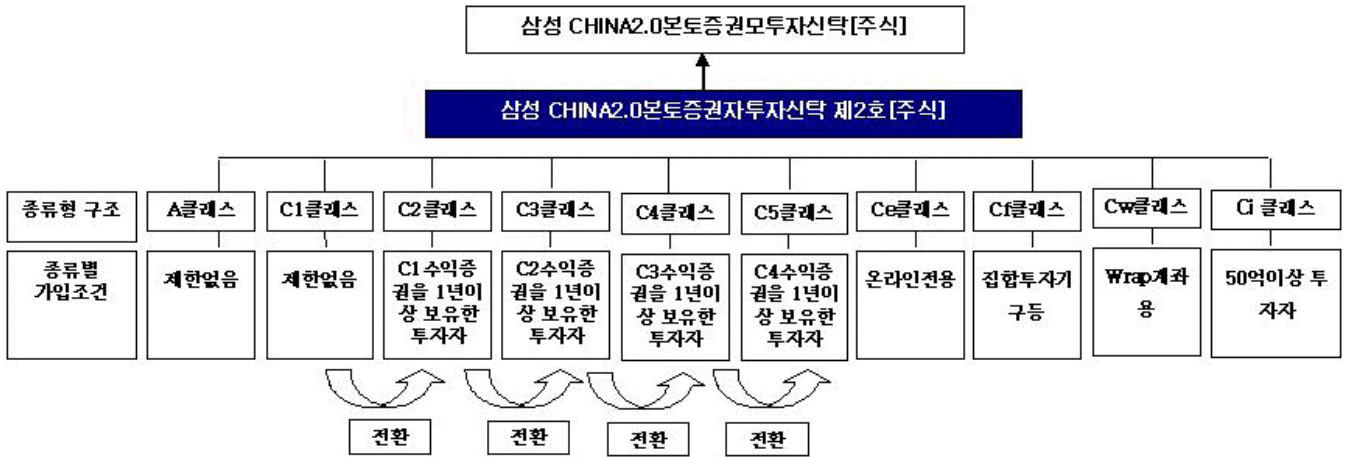 삼성 CHINA2.0본토증권모투자신탁[주식]
삼성 CHINA2.0본토증권자투자신탁 제2호[주식]
종류형 구조
A클래스
C1클래스
C2클래스
C3클래스
C4클래스
C5클래스
Ce클래스
Cf클래스
Cw클래스
Ci 클래스
종류별
가입조건
제한없음
제한없음
C1수익증
권을 1년이
상 보유한
투자자
C2수익증
권을 1년이
상 보유한
투자자
C3수익증
권을 1년이
상 보유한
투자자
C4수익증
권을 1년이
상 보유한
투자자
온라인전용
집합투자기
구등
Wrap계좌
용
50억이상 투
자자
전환
전환
전환
전환